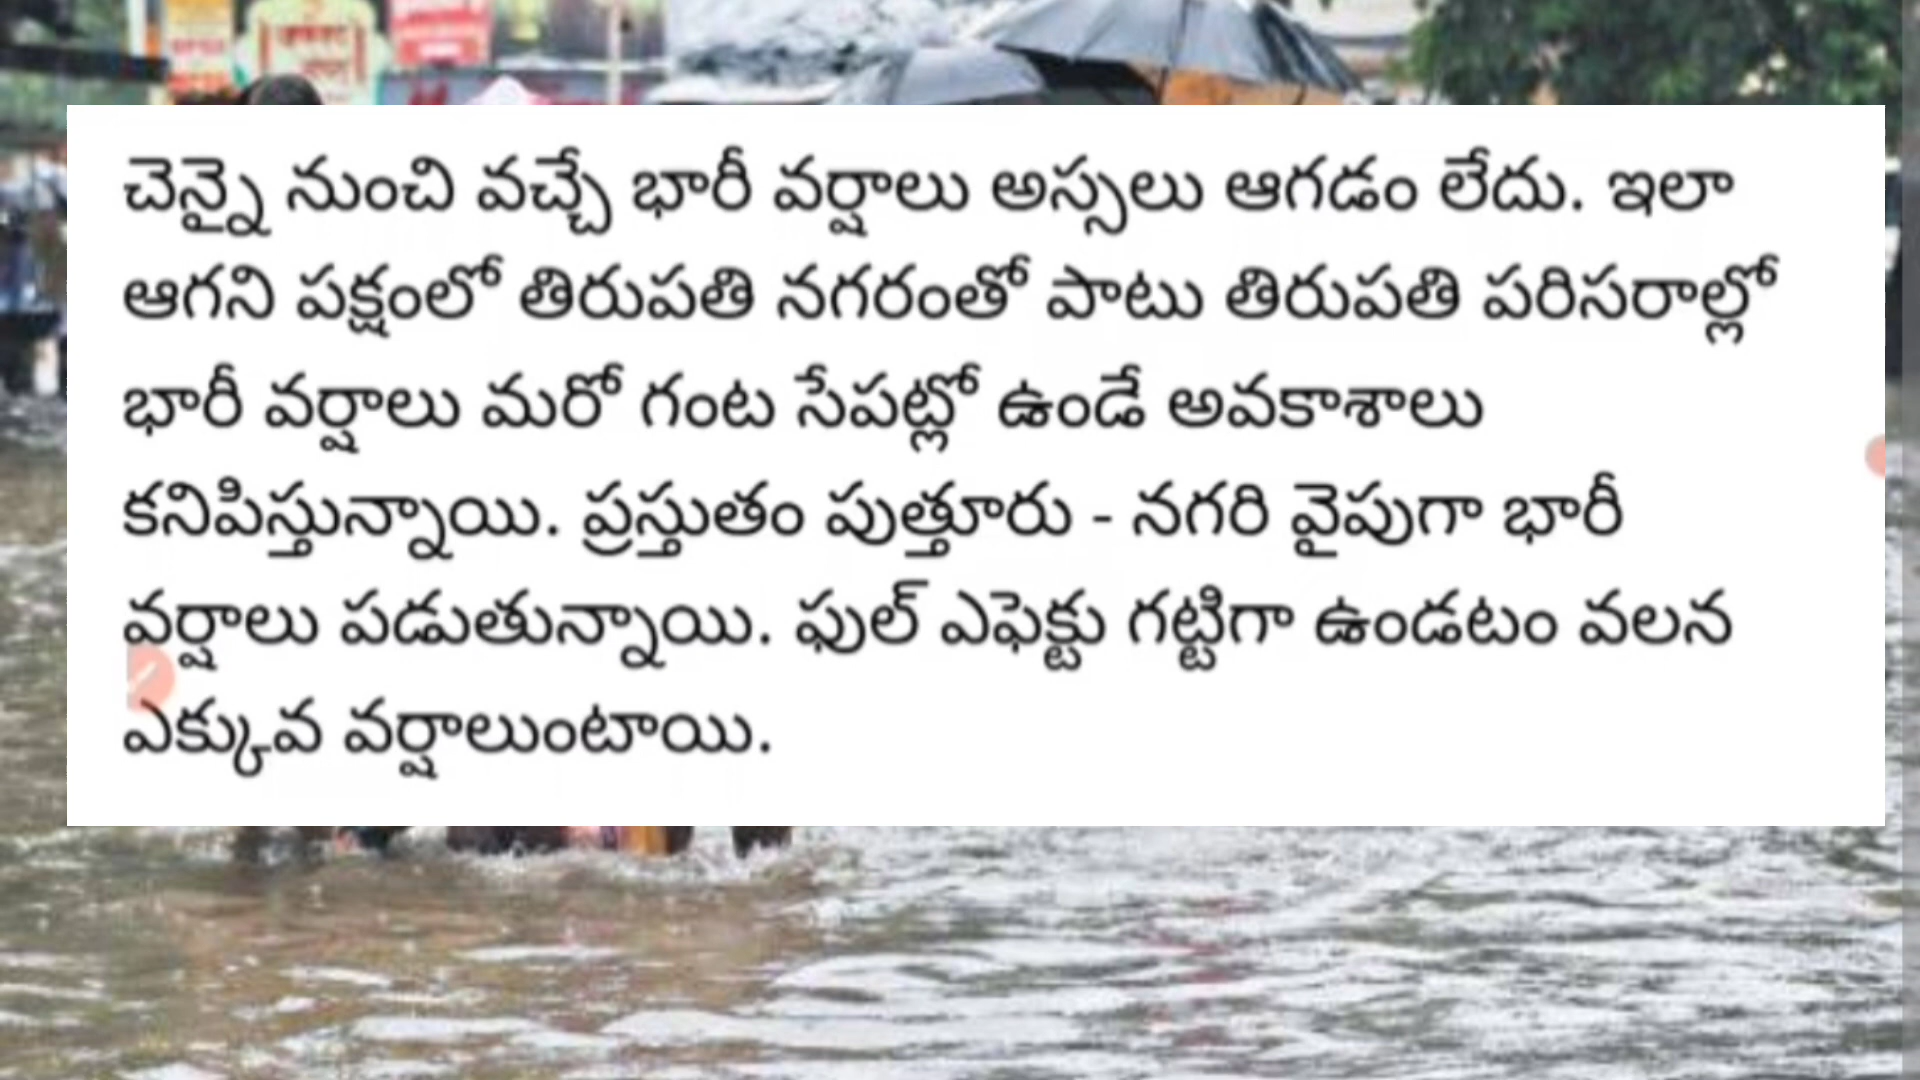 చెన్నై నుంచి వచ్చే భారీ వర్షాలు అస్సలు ఆగడం లేదు. ఇలా
ఆగని పక్షంలో తిరుపతి నగరంతో పాటు తిరుపతి పరిసరాల్లో
భారీ వర్షాలు మరో గంట సేపట్లో ఉండే అవకాశాలు
కనిపిస్తున్నాయి. ప్రస్తుతం పుత్తూరు - నగరి వైపుగా భారీ
వర్షాలు పడుతున్నాయి. ఫుల్ ఎఫెక్టు గట్టిగా ఉండటం వలన
ఎక్కువ వర్షాలుంటాయి.